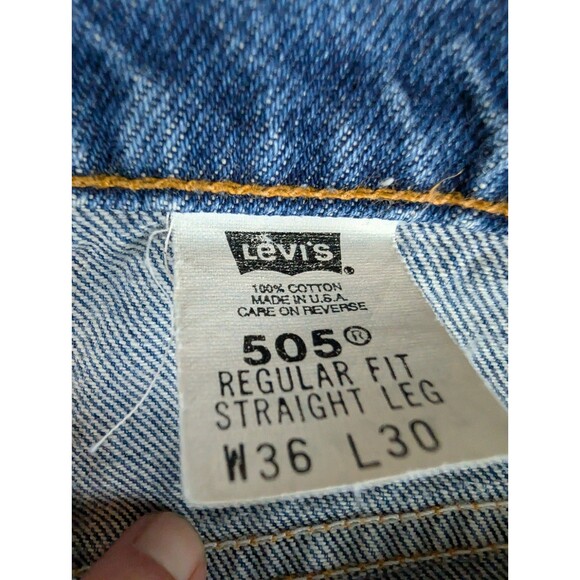 LEVI'S ®
100% COTTON
MADE IN U.S.A.
CARE ON REVERSE
505®
REGULAR FIT
STRAIGHT LEG
W36 L30